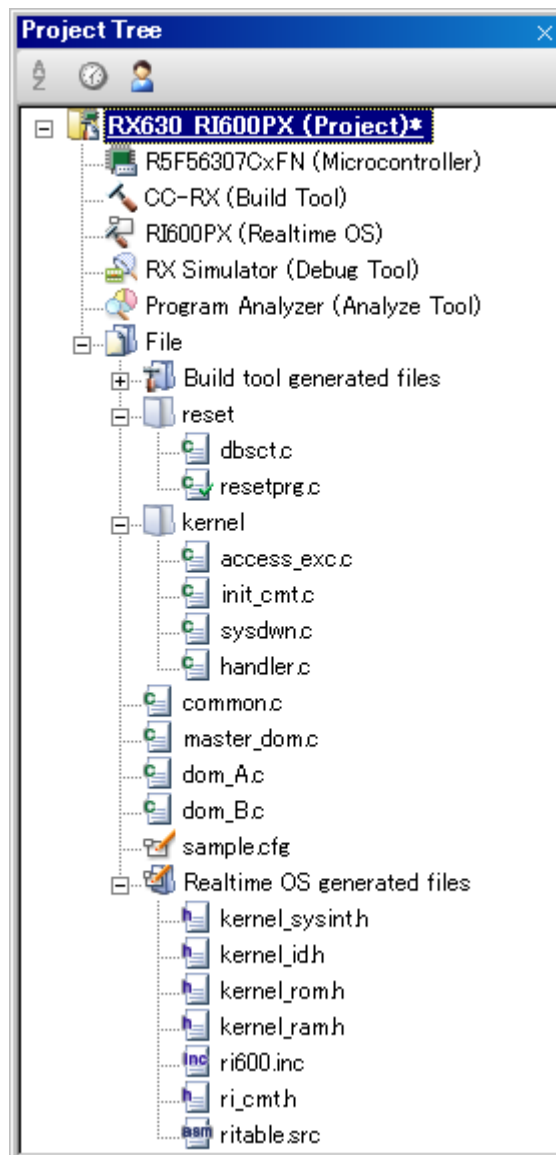 Project Tree
RX630_RI600PX (Project)*
R5F56307CxFN (Microcontroller)
CC-RX (Build Tool)
RI600PX (Realtime OS)
RX Simulator (Debug Tool)
Program Analyzer (Analyze Tool)
File
Build tool generated files
reset
dbsct.c
resetprg.c
kernel
access_exc.c
init_cmt.c
sysdwn.c
handler.c
common.c
master_dom.c
dom_A.c
dom_B.c
sample.cfg
Realtime OS generated files
kernel_sysint.h
kernel_id.h
kernel_rom.h
kernel_ram.h
ri600.inc
ri_cmt.h
ritable.src